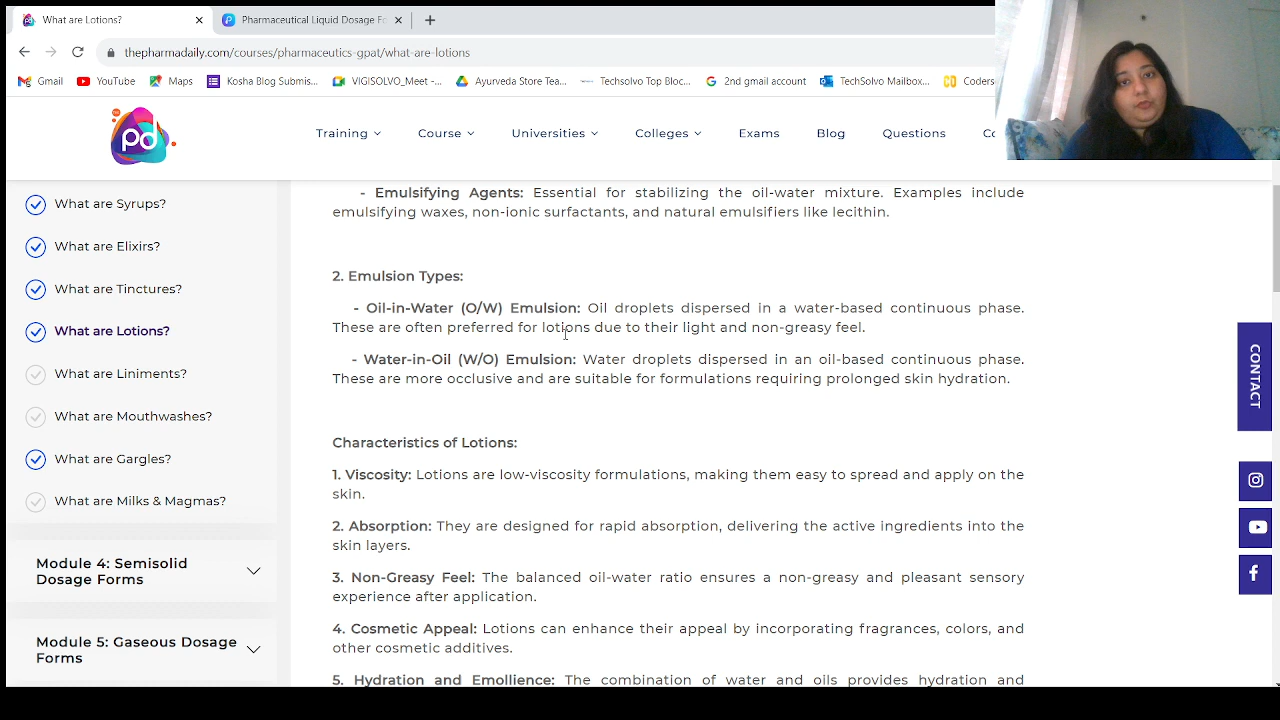 What are Lotions?
Pharmaceutical Liquid Dosage Fo
thepharmadaily.com/courses/pharmaceutics-gpat/what-are-lotions
Gmail
YouTube
Maps
Kosha Blog Submis...
VIGISOLVO_Meet -...
Ayurveda Store Tea...
Techsolvo Top Bloc...
2nd gmail account
TechSolvo Mailbox...
Coders
pd
Training
Course
Universities
Colleges
Exams
Blog
Questions
What are Syrups?
What are Elixirs?
What are Tinctures?
What are Lotions?
What are Liniments?
What are Mouthwashes?
What are Gargles?
What are Milks & Magmas?
Module 4: Semisolid
Dosage Forms
Module 5: Gaseous Dosage
Forms
- Emulsifying Agents: Essential for stabilizing the oil-water mixture. Examples include
emulsifying waxes, non-ionic surfactants, and natural emulsifiers like lecithin.
2. Emulsion Types:
- Oil-in-Water (O/W) Emulsion: Oil droplets dispersed in a water-based continuous phase.
These are often preferred for lotions due to their light and non-greasy feel.
- Water-in-Oil (W/O) Emulsion: Water droplets dispersed in an oil-based continuous phase.
These are more occlusive and are suitable for formulations requiring prolonged skin hydration.
Characteristics of Lotions:
1. Viscosity: Lotions are low-viscosity formulations, making them easy to spread and apply on the
skin.
2. Absorption: They are designed for rapid absorption, delivering the active ingredients into the
skin layers.
3. Non-Greasy Feel: The balanced oil-water ratio ensures a non-greasy and pleasant sensory
experience after application.
4. Cosmetic Appeal: Lotions can enhance their appeal by incorporating fragrances, colors, and
other cosmetic additives.
5. Hydration and Emollience: The combination of water and oils provides hydration and
CONTACT